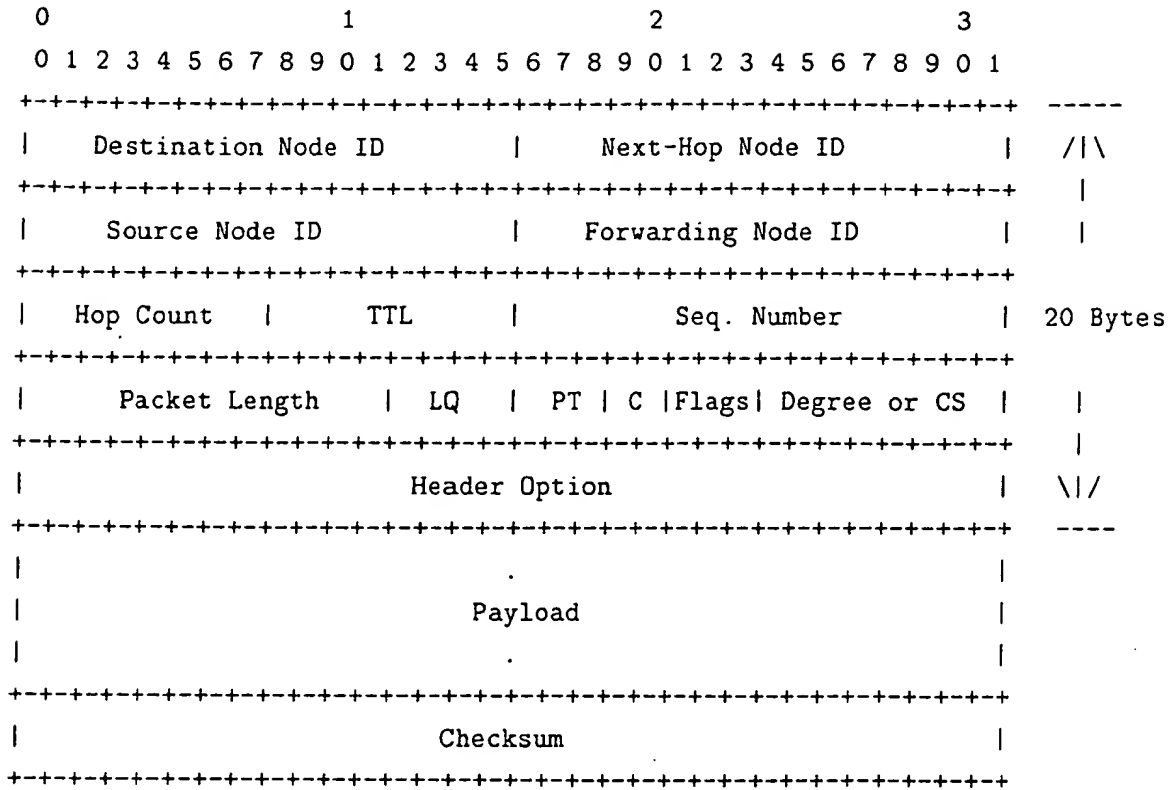 0                   1                   2                   3
0 1 2 3 4 5 6 7 8 9 0 1 2 3 4 5 6 7 8 9 0 1 2 3 4 5 6 7 8 9 0 1
+-+-+-+-+-+-+-+-+-+-+-+-+-+-+-+-+-+-+-+-+-+-+-+-+-+-+-+-+-+-+-+-+ -----
| Destination Node ID | Next-Hop Node ID | /|\
+-+-+-+-+-+-+-+-+-+-+-+-+-+-+-+-+-+-+-+-+-+-+-+-+-+-+-+-+-+-+-+-+ |
| Source Node ID | Forwarding Node ID | |
+-+-+-+-+-+-+-+-+-+-+-+-+-+-+-+-+-+-+-+-+-+-+-+-+-+-+-+-+-+-+-+-+
| Hop Count | TTL | Seq. Number | 20 Bytes
+-+-+-+-+-+-+-+-+-+-+-+-+-+-+-+-+-+-+-+-+-+-+-+-+-+-+-+-+-+-+-+-+
| Packet Length | LQ | PT | C |Flags| Degree or CS | |
+-+-+-+-+-+-+-+-+-+-+-+-+-+-+-+-+-+-+-+-+-+-+-+-+-+-+-+-+-+-+-+-+ |
| Header Option | \|/
+-+-+-+-+-+-+-+-+-+-+-+-+-+-+-+-+-+-+-+-+-+-+-+-+-+-+-+-+-+-+-+-+ ----
| . |
| Payload |
| . |
+-+-+-+-+-+-+-+-+-+-+-+-+-+-+-+-+-+-+-+-+-+-+-+-+-+-+-+-+-+-+-+-+
| Checksum |
+-+-+-+-+-+-+-+-+-+-+-+-+-+-+-+-+-+-+-+-+-+-+-+-+-+-+-+-+-+-+-+-+